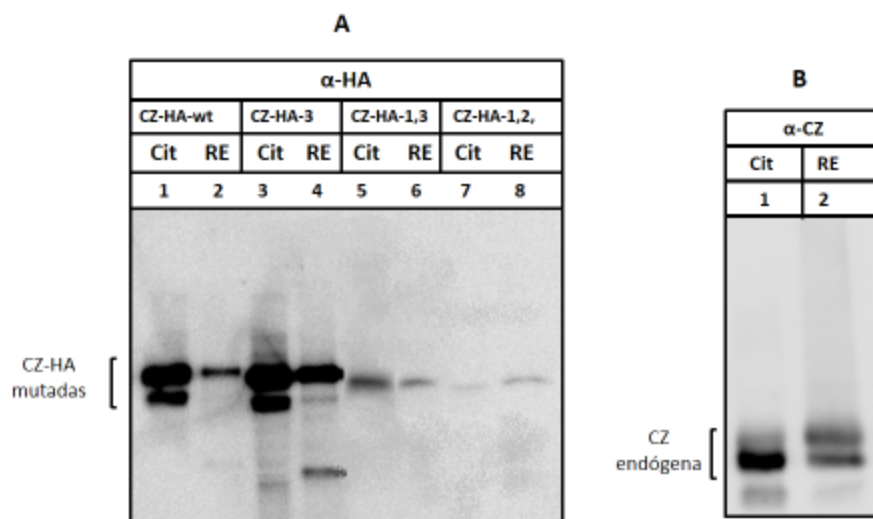 A
α-HA
CZ-HA-wt CZ-HA-3 CZ-HA-1,3 CZ-HA-1,2,
Cit RE Cit RE Cit RE Cit RE
1 2 3 4 5 6 7 8
CZ-HA
mutadas
B
α-CZ
Cit RE
1 2
CZ
endógena